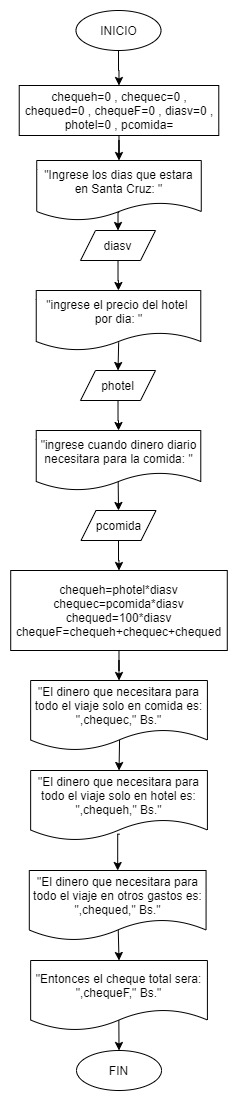 INICIO
chequeh=0 , chequec=0 ,
chequed=0 , chequeF=0 , diasv=0 ,
photel=0 , pcomida=
"Ingrese los dias que estara
en Santa Cruz: "
diasv
"ingrese el precio del hotel
por dia: "
photel
"ingrese cuando dinero diario
necesitara para la comida: "
pcomida
chequeh=photel*diasv
chequec=pcomida*diasv
chequed=100*diasv
chequeF=chequeh+chequec+chequed
"El dinero que necesitara para
todo el viaje solo en comida es:
",chequec," Bs."
"El dinero que necesitara para
todo el viaje solo en hotel es:
",chequeh," Bs."
"El dinero que necesitara para
todo el viaje en otros gastos es:
",chequed," Bs."
"Entonces el cheque total sera:
",chequeF," Bs."
FIN